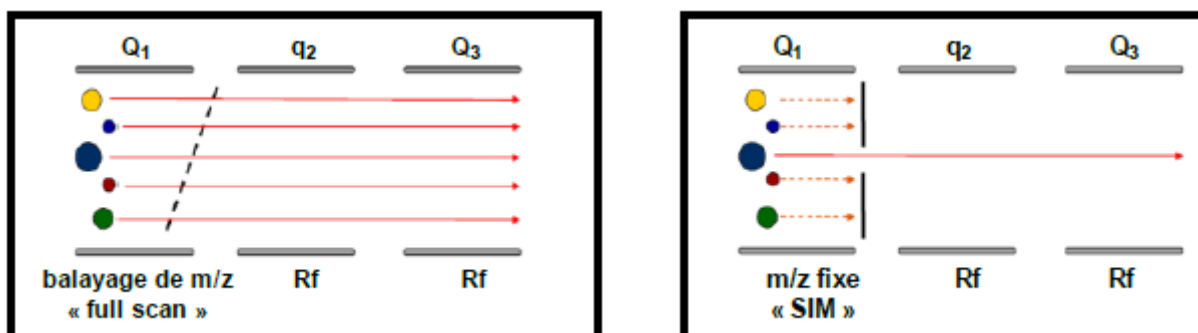 Q₁ q₂ Q₃
balayage de m/z Rf Rf
« full scan »
Q₁ q₂ Q₃
m/z fixe Rf Rf
« SIM »